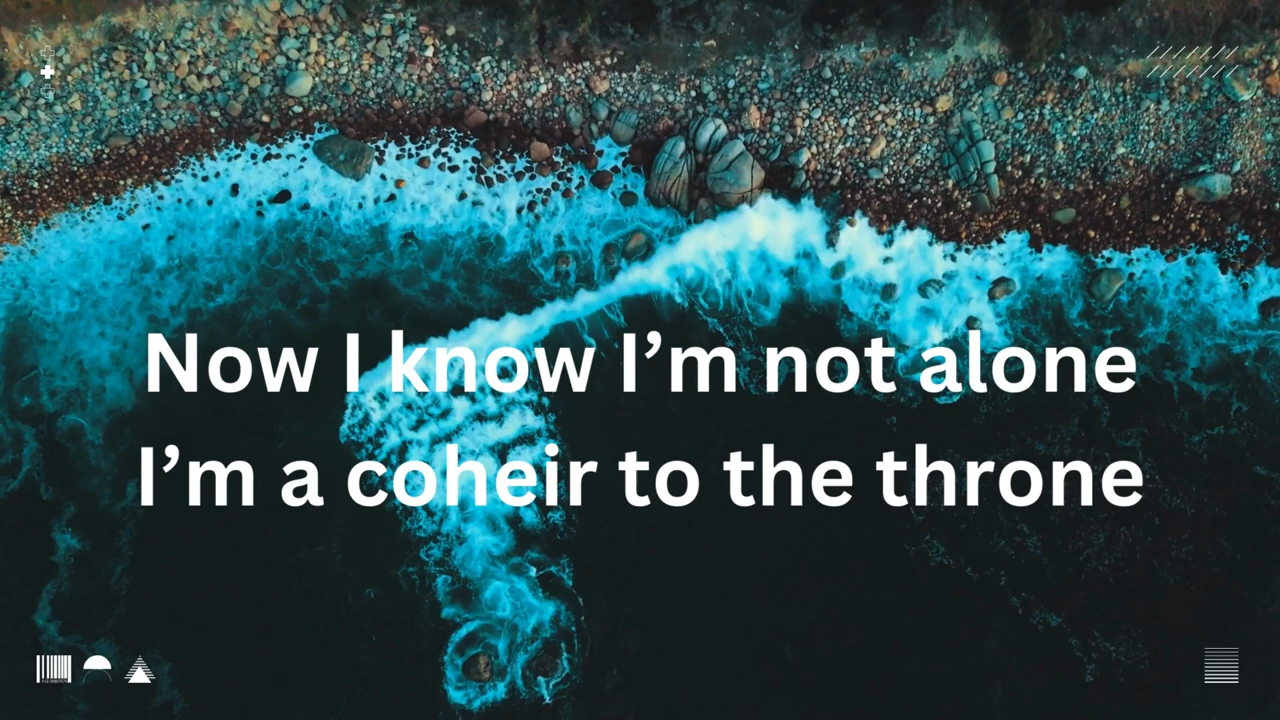 Now I know I’m not alone
I’m a coheir to the throne